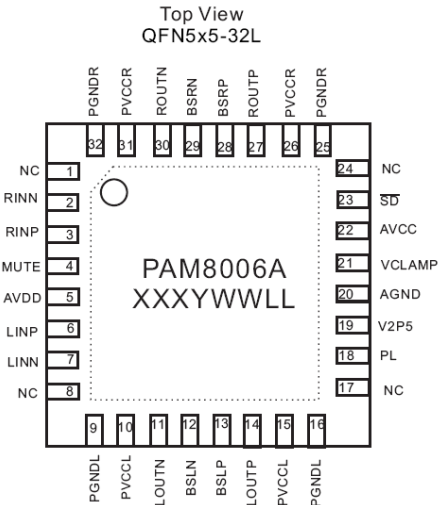 Top View
QFN5x5-32L
PGNDR PVCCR ROUTN BSRN BSRP ROUTP PVCCR PGNDR
32 31 30 29 28 27 26 25
NC 1
RINN 2
RINP 3
MUTE 4
AVDD 5
LINP 6
LINN 7
NC 8
24 NC
23 SD
22 AVCC
21 VCLAMP
20 AGND
19 V2P5
18 PL
17 NC
PAM8006A
XXXYWWLL
9 10 11 12 13 14 15 16
PGNDL PVCCL LOUTN BSLN BSLP LOUTP PVCCL PGNDL